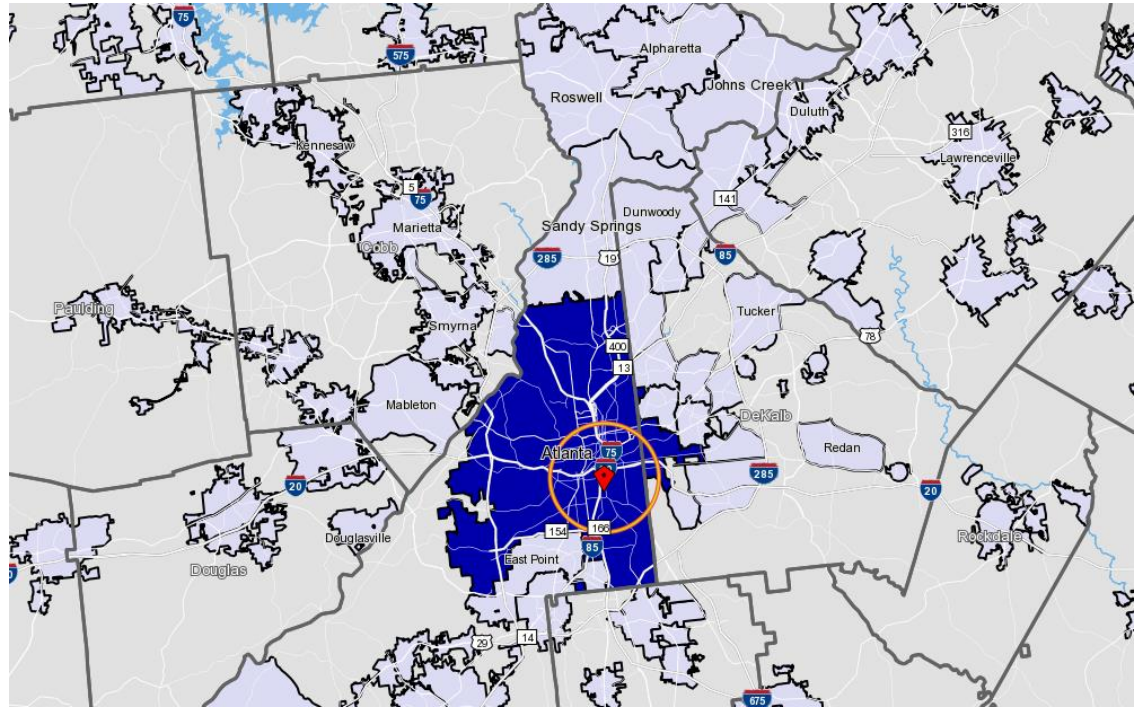 75
575
Alpharetta
Roswell
Johns Creek
Duluth
316
Lawrenceville
Kennesaw
5
75
141
Marietta
Dunwoody
Sandy Springs
Cobb
285
19
85
Paulding
Tucker
Smyrna
78
400
13
Mableton
DeKalb
Atlanta
75
Redan
285
20
20
154
166
Douglasville
Rockdale
85
East Point
Douglas
29
14
675